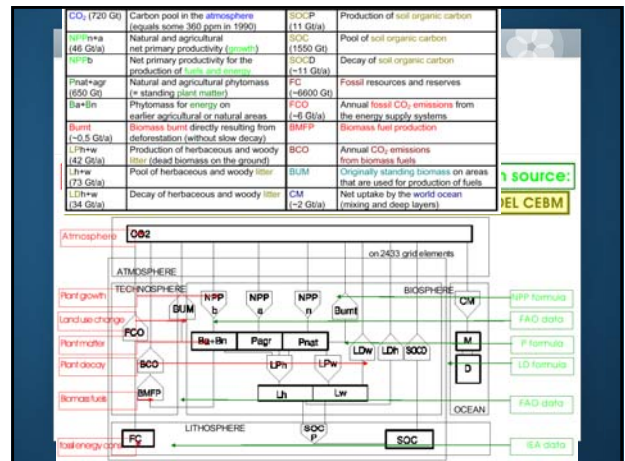 CO₂ (720 Gt) Carbon pool in the atmosphere (equals some 360 ppm in 1990) SOCP (11 Gt/a) Production of soil organic carbon
NPPn+a (46 Gt/a) Natural and agricultural net primary productivity (growth) SOC (1550 Gt) Pool of soil organic carbon
NPPb Net primary productivity for the production of fuels and energy SOCD (~11 Gt/a) Decay of soil organic carbon
Pnat+agr (650 Gt) Natural and agricultural phytomass (= standing plant matter) FC (~6600 Gt) Fossil resources and reserves
Ba+Bn Phytomass for energy on earlier agricultural or natural areas FCO (~6 Gt/a) Annual fossil CO₂ emissions from the energy supply systems
Burnt (~0,5 Gt/a) Biomass burnt directly resulting from deforestation (without slow decay) BMFP Biomass fuel production
LPh+w (42 Gt/a) Production of herbaceous and woody litter (dead biomass on the ground) BCO Annual CO₂ emissions from biomass fuels
Lh+w (73 Gt/a) Pool of herbaceous and woody litter BUM Originally standing biomass on areas that are used for production of fuels
LDh+w (34 Gt/a) Decay of herbaceous and woody litter CM (~2 Gt/a) Net uptake by the world ocean (mixing and deep layers)
source:
DEL CEBM
Atmosphere CO2
on 2433 grid elements
ATMOSPHERE
TECHNOSPHERE BIOSPHERE
Plant growth BUM NPP b NPP a NPP n Burnt CM NPP formula
Land use change FAO data
FCO
Plant matter Ba+Bn Pagr Pnat M P formula
LDw LDh SOCD
Plant decay BCO LPh LPw D LD formula
Biomass fuels BMFP Lh Lw FAO data
OCEAN
LITHOSPHERE
fossil energy cons FC SOC P SOC IEA data